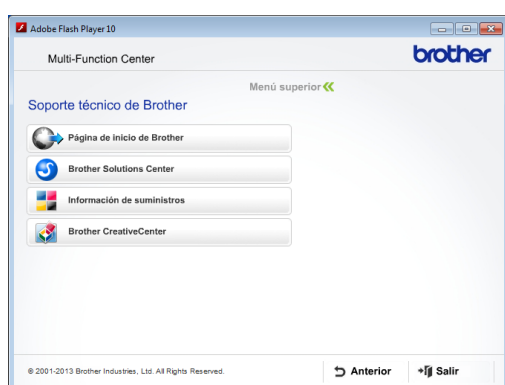 Adobe Flash Player 10
Multi-Function Center
brother
Menú superior
Soporte técnico de Brother
Página de inicio de Brother
Brother Solutions Center
Información de suministros
Brother CreativeCenter
© 2001-2013 Brother Industries, Ltd. All Rights Reserved.
Anterior
Salir